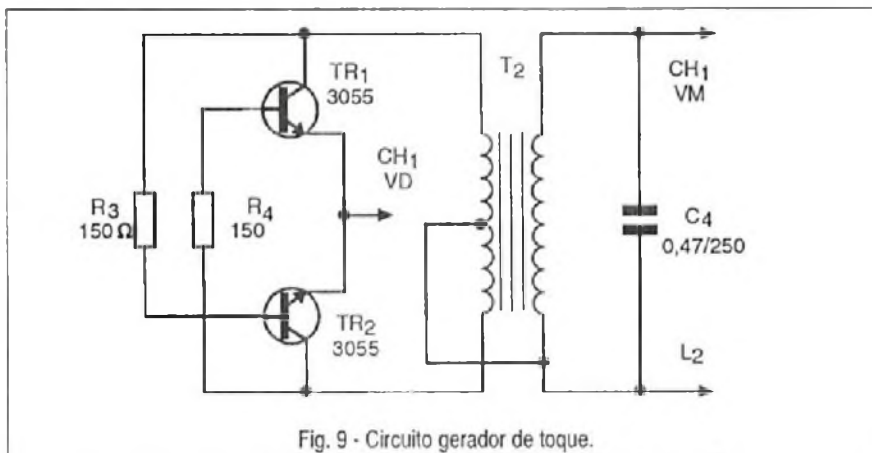 TR1
3055
T2
CH1
VM
CH1
VD
R3
150 Ω
R4
150
C4
0,47/250
TR2
3055
L2
Fig. 9 - Circuito gerador de toque.